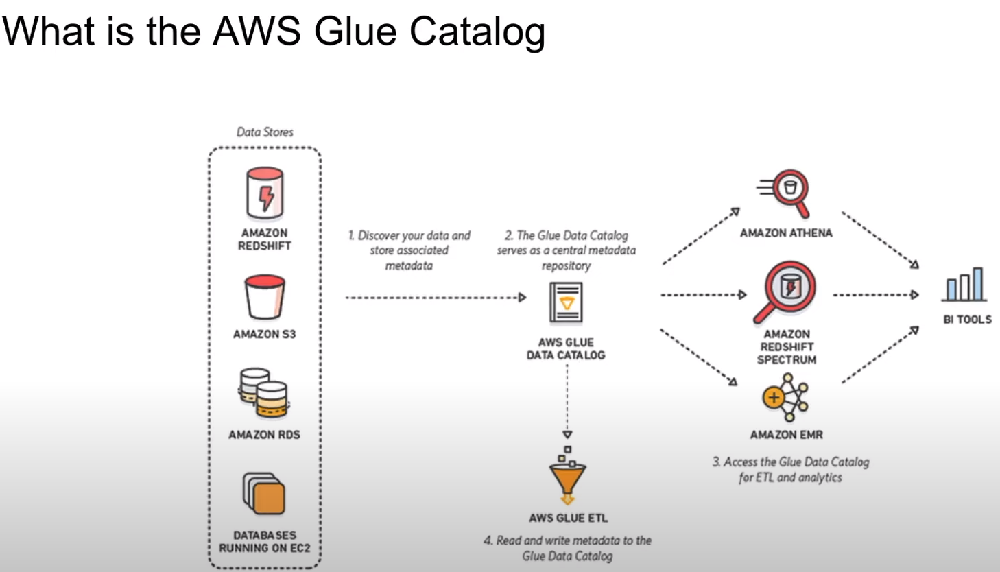 What is the AWS Glue Catalog
Data Stores
AMAZON
REDSHIFT
AMAZON S3
AMAZON RDS
DATABASES
RUNNING ON EC2
1. Discover your data and
store associated
metadata
2. The Glue Data Catalog
serves as a central metadata
repository
AWS GLUE
DATA CATALOG
AWS GLUE ETL
4. Read and write metadata to the
Glue Data Catalog
AMAZON ATHENA
AMAZON
REDSHIFT
SPECTRUM
AMAZON EMR
3. Access the Glue Data Catalog
for ETL and analytics
BI TOOLS